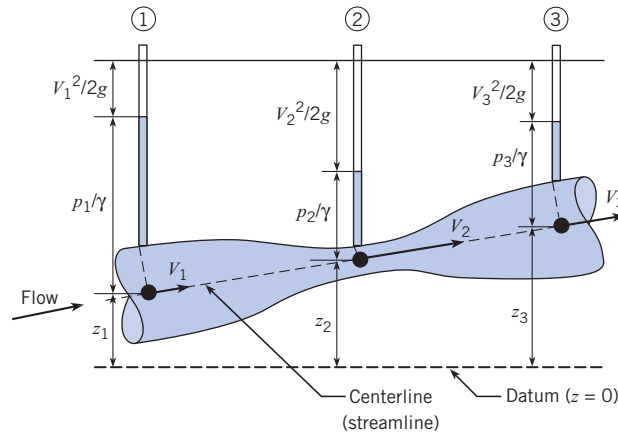 ① ② ③
V₁²/2g V₂²/2g V₃²/2g
p₁/γ p₂/γ p₃/γ
V₁ V₂ V₃
Flow
z₁ z₂ z₃
Centerline
(streamline)
Datum (z = 0)